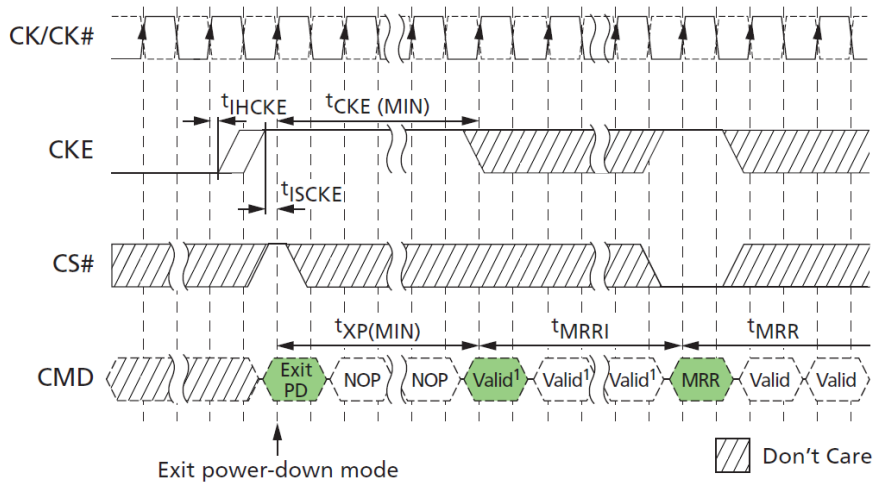 CK/CK#
tIHCKE
tCKE (MIN)
CKE
tISCKE
CS#
tXP(MIN)
tMRRI
tMRR
CMD
Exit PD
NOP
NOP
Valid¹
Valid¹
Valid¹
MRR
Valid
Valid
Exit power-down mode
Don't Care